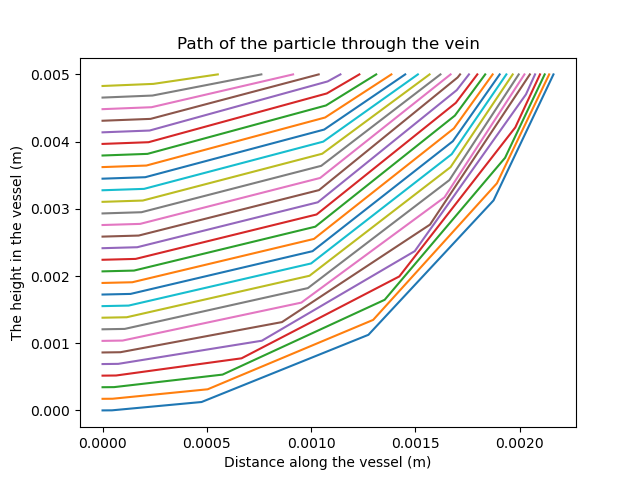 Path of the particle through the vein
0.005
0.004
0.003
0.002
0.001
0.000
The height in the vessel (m)
0.0000 0.0005 0.0010 0.0015 0.0020
Distance along the vessel (m)